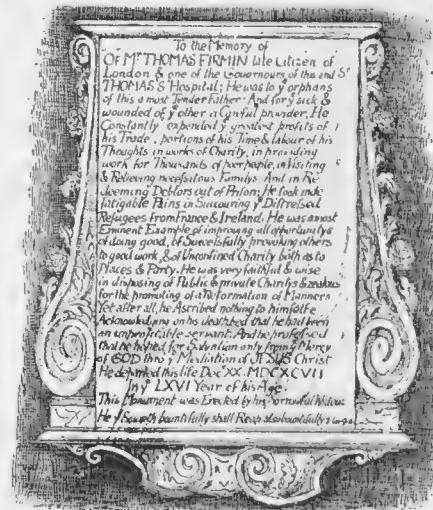 To the Memory of
OF Mr THOMAS FIRMIN late Citizen of
London & one of the Governours of this and St
THOMAS'S Hospital; He was to ye orphans
of this a most Tender Father. And for ye sick &
wounded of ye other a Carefull provider, He
Constantly expended ye greatest profits of
his Trade, portions of his Time & labour of his
Thoughts in works of Charity, in providing
work for Thousands of poor people, in visiting
& Relieving necessitous Familys And in Re
deeming Debtors out of Prison; He took inde
fatigable Pains in Succouring ye Distressed
Refugees from France & Ireland. He was a most
Eminent Example of improving all opportunitys
of doing good, of Successfully provoking others
to good work, & of Unconfined Charity both as to
Places & Party. He was very faithful & wise
in disposing of Public & private Charitys & zealous
for the promoting of a Reformation of Manners
Yet after all, he Ascribed nothing to himselfe
Acknowledging on his deathbed that he had been
an unprofitable servant. And he professed
that he hoped for Salvation only from ye Mercy
of GOD thro ye Mediation of JESUS Christ
He departed this life Dec XX. MDCXCVII
In ye LXVI Year of his Age.
This Monument was Erected by his Sorrowful Widow
He yt Soweth bountifully shall Reap also bountifully